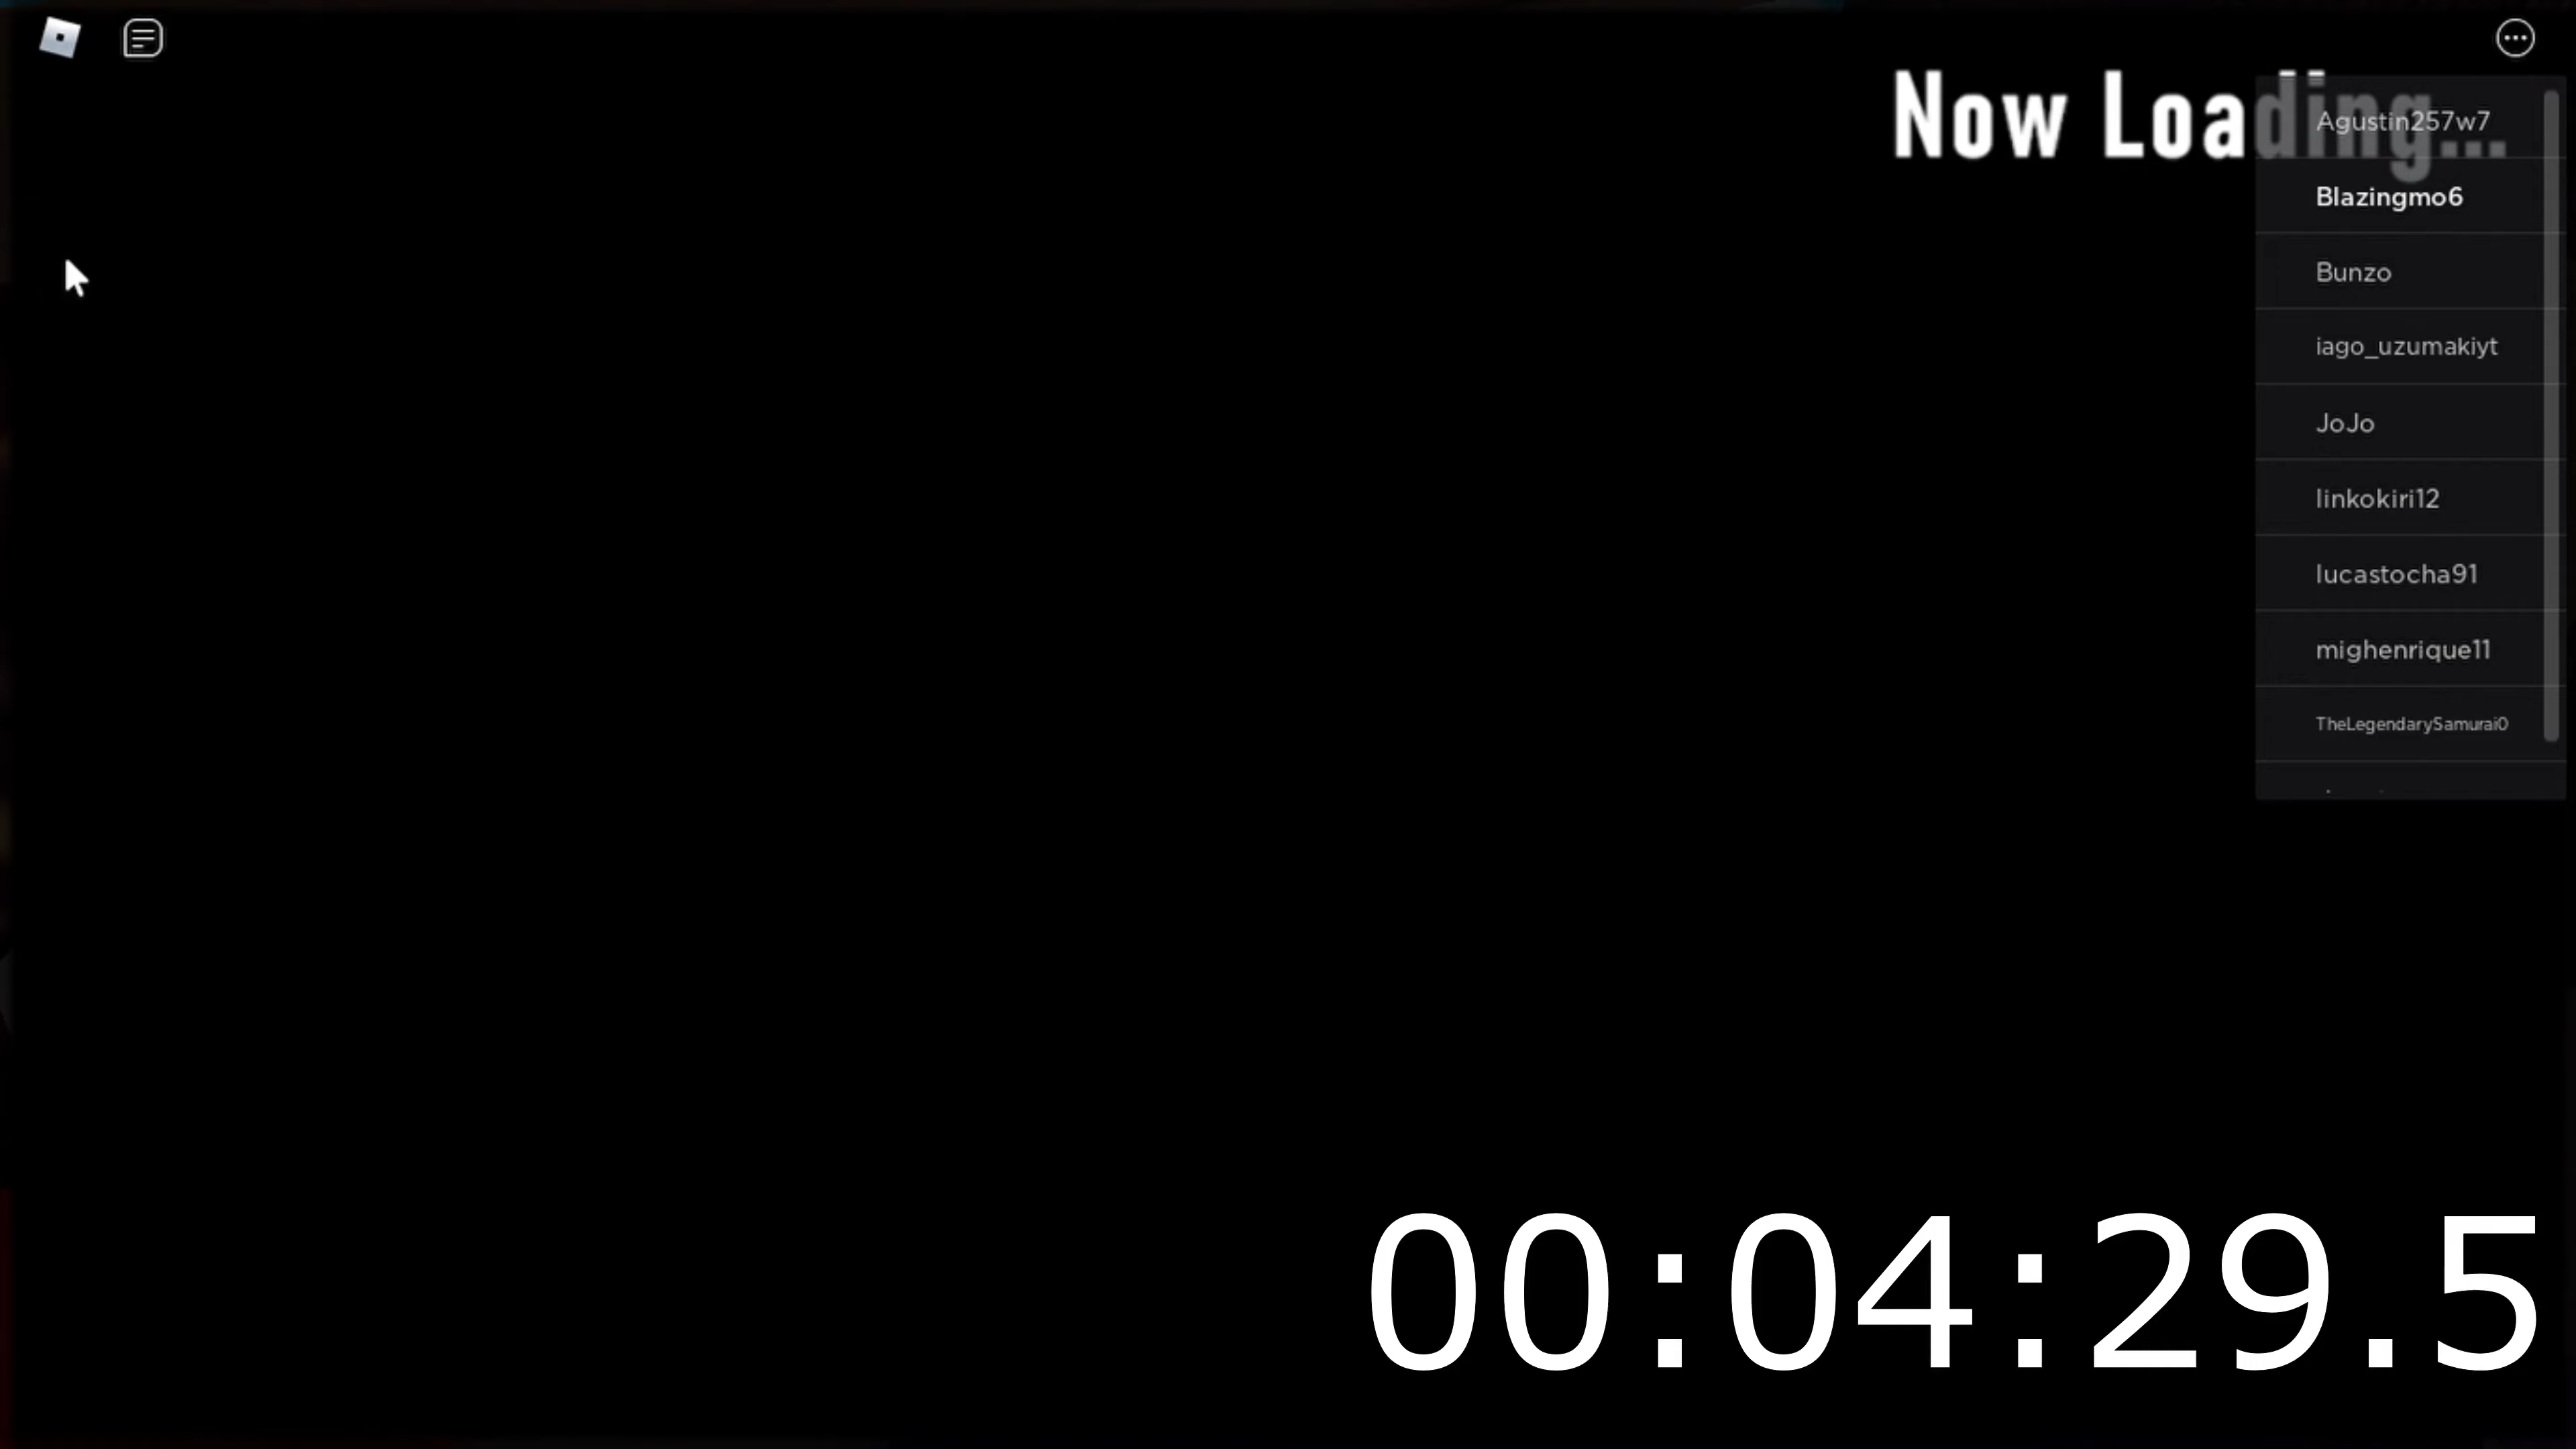 Now Loading...
Agustin257w7
Blazingmo6
Bunzo
iago_uzumakiyt
JoJo
linkokiri12
lucastocha91
mighenrique11
TheLegendarySamurai0
00:04:29.5